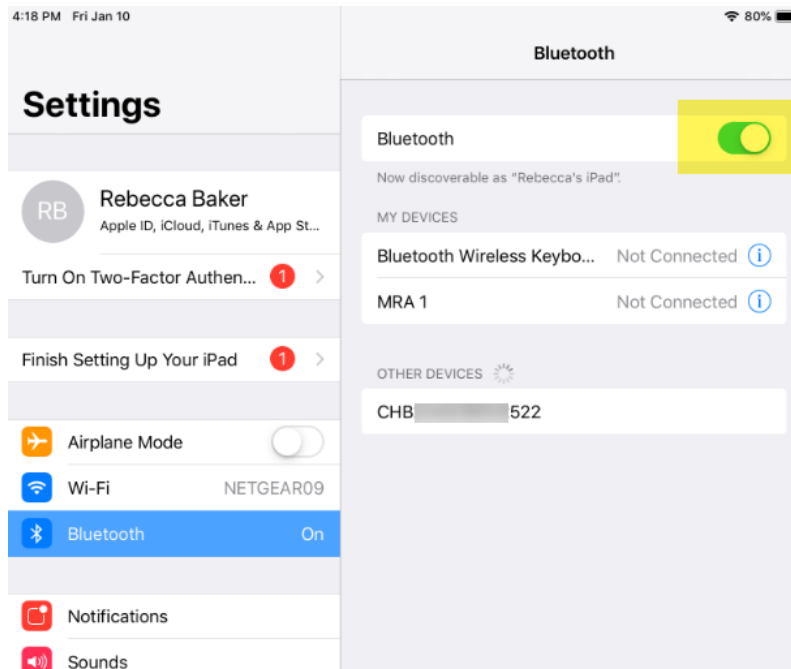 4:18 PM Fri Jan 10
80%
Settings
RB
Rebecca Baker
Apple ID, iCloud, iTunes & App St...
Turn On Two-Factor Authen... 1
Finish Setting Up Your iPad 1
Airplane Mode
Wi-Fi NETGEAR09
Bluetooth On
Notifications
Sounds
Bluetooth
Bluetooth
Now discoverable as “Rebecca's iPad”.
MY DEVICES
Bluetooth Wireless Keybo... Not Connected i
MRA 1 Not Connected i
OTHER DEVICES
CHB 522